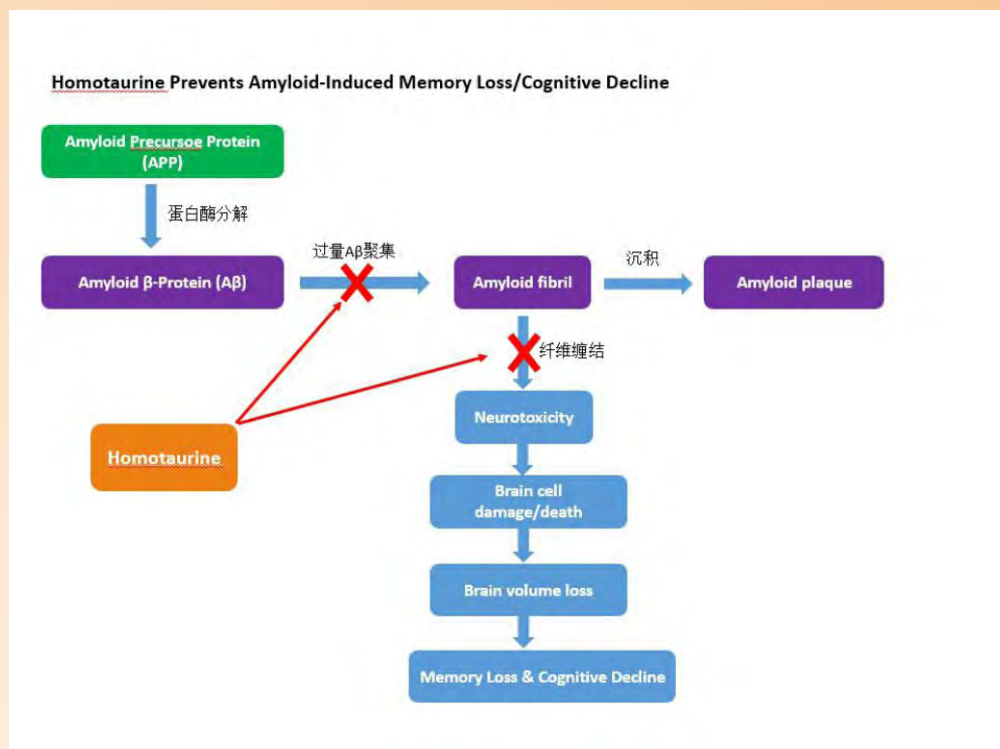 Homotaurine Prevents Amyloid-Induced Memory Loss/Cognitive Decline
Amyloid Precursoe Protein
(APP)
蛋白酶分解
Amyloid β-Protein (Aβ)
过量Aβ聚集
Amyloid fibril
沉积
Amyloid plaque
纤维缠结
Homotaurine
Neurotoxicity
Brain cell
damage/death
Brain volume loss
Memory Loss & Cognitive Decline